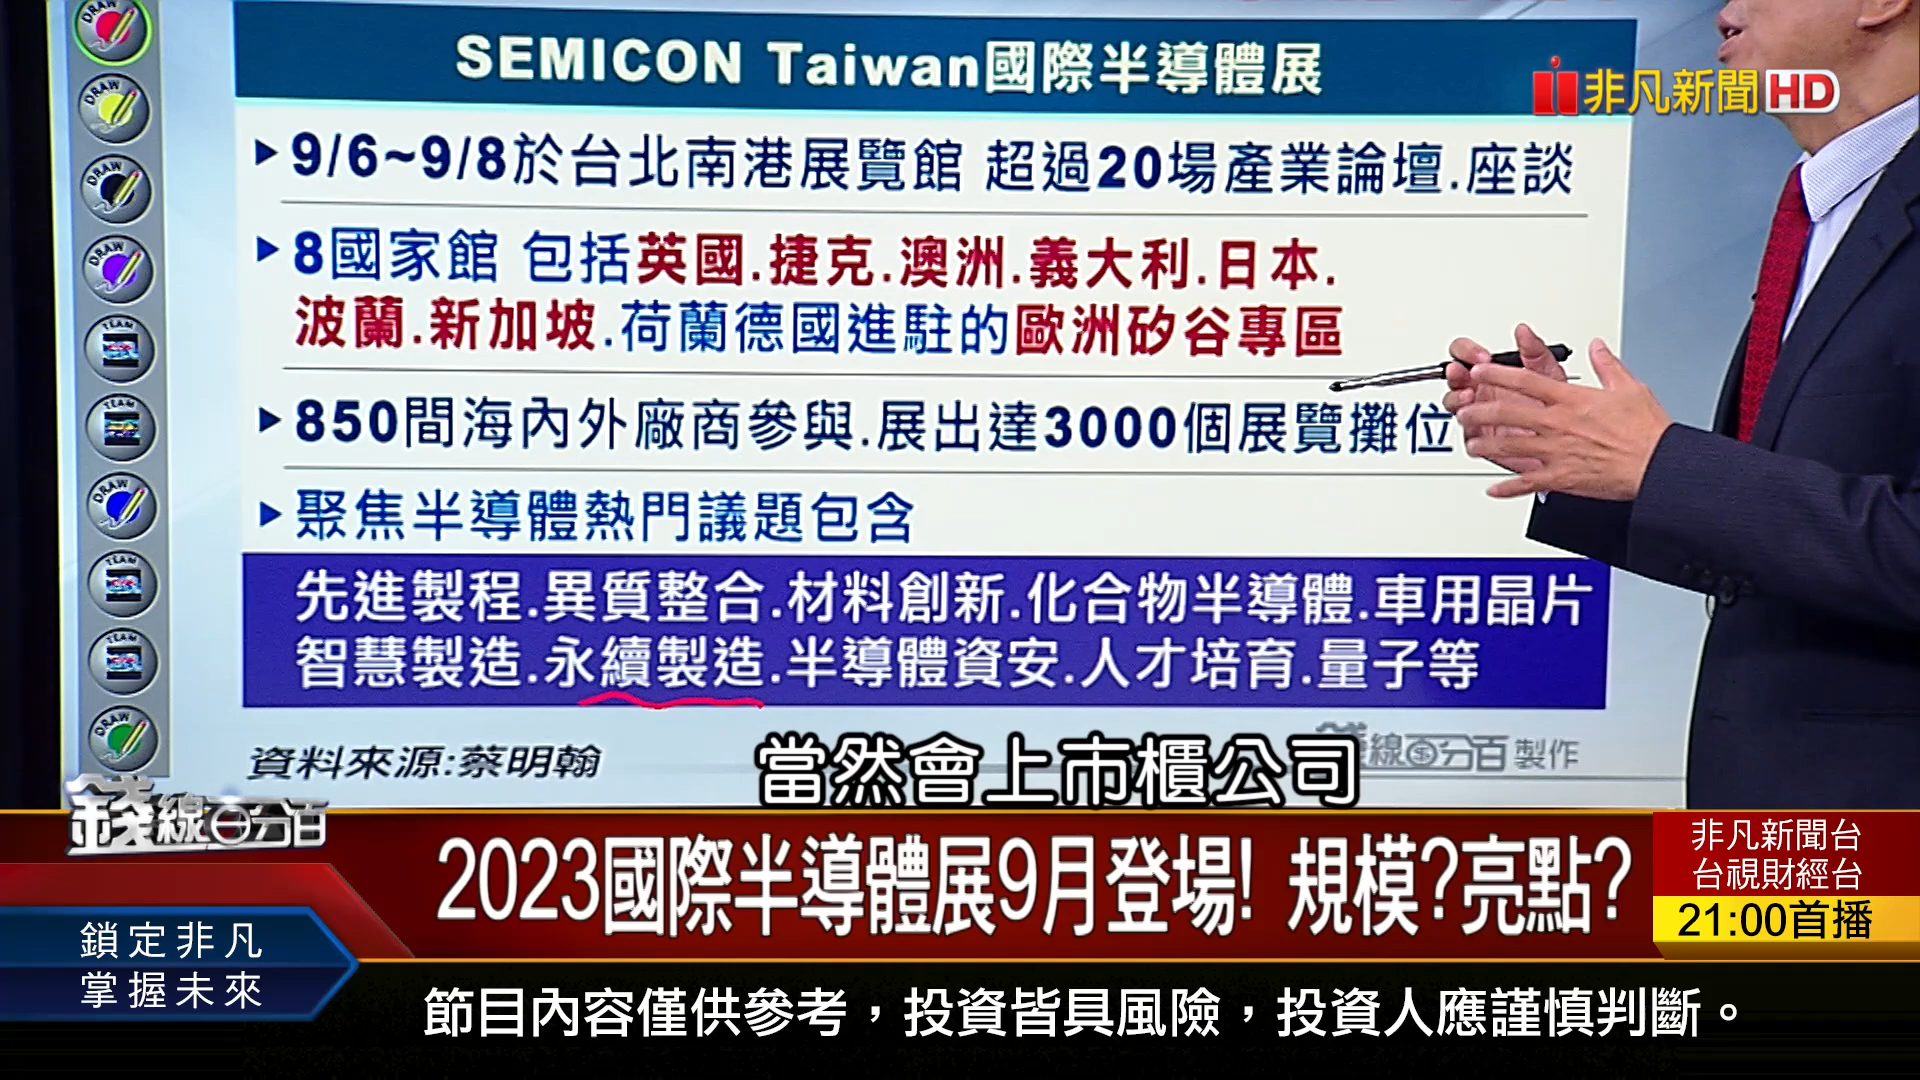 SEMICON Taiwan國際半導體展
非凡新聞HD
9/6~9/8於台北南港展覽館 超過20場產業論壇.座談
8國家館 包括英國.捷克.澳洲.義大利.日本.
波蘭.新加坡.荷蘭德國進駐的歐洲矽谷專區
850間海內外廠商參與.展出達3000個展覽攤位
聚焦半導體熱門議題包含
先進製程.異質整合.材料創新.化合物半導體.車用晶片
智慧製造.永續製造.半導體資安.人才培育.量子等
資料來源:蔡明翰
錢線百分百 製作
當然會上市櫃公司
DRAW
DRAW
DRAW
DRAW
TEAM
TEAM
DRAW
TEAM
TEAM
DRAW
錢線百分百
2023國際半導體展9月登場! 規模?亮點?
非凡新聞台
台視財經台
21:00首播
鎖定非凡
掌握未來
節目內容僅供參考，投資皆具風險，投資人應謹慎判斷。